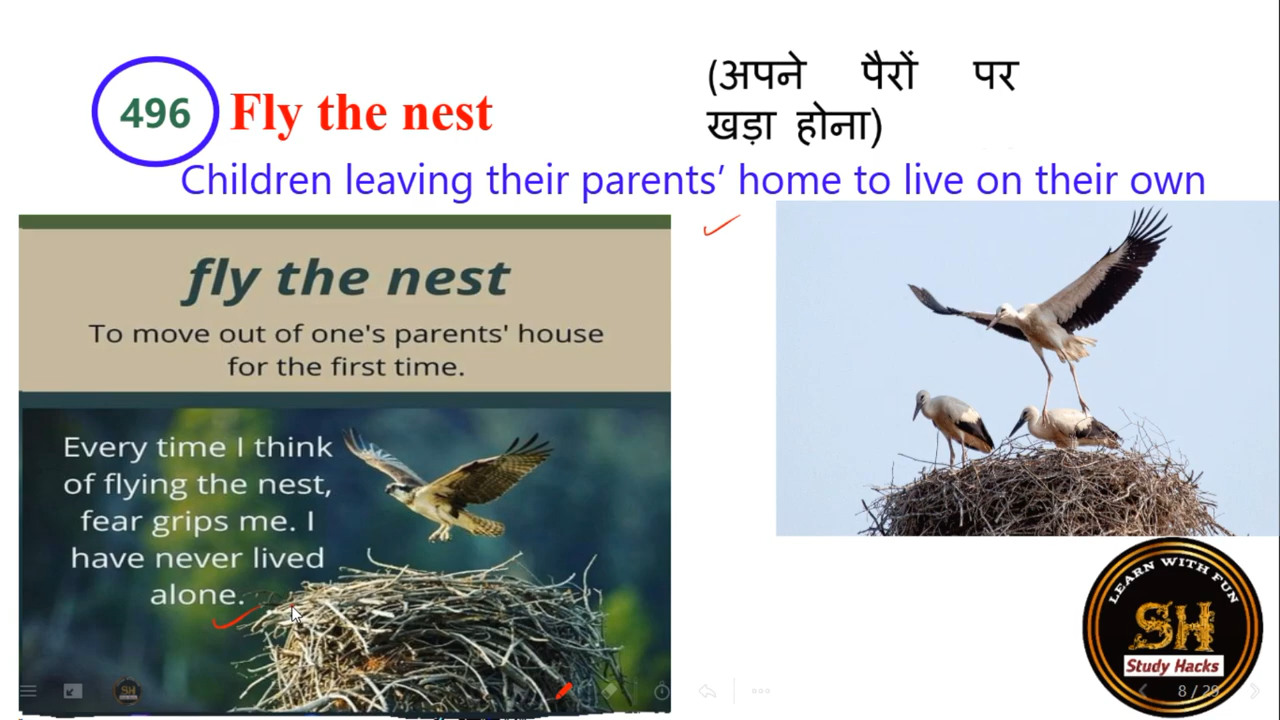 496
Fly the nest
(अपने पैरों पर
खड़ा होना)
Children leaving their parents’ home to live on their own
fly the nest
To move out of one's parents' house
for the first time.
Every time I think
of flying the nest,
fear grips me. I
have never lived
alone.
LEARN WITH FUN
SH
Study Hacks
SH
8 / 29